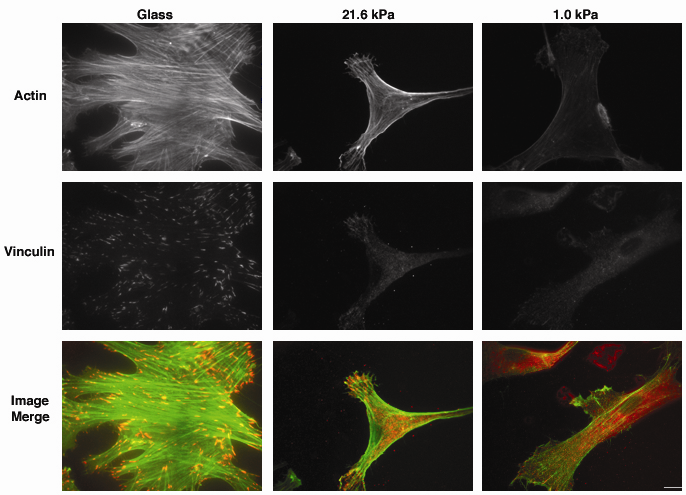 Glass
21.6 kPa
1.0 kPa
Actin
Vinculin
Image
Merge